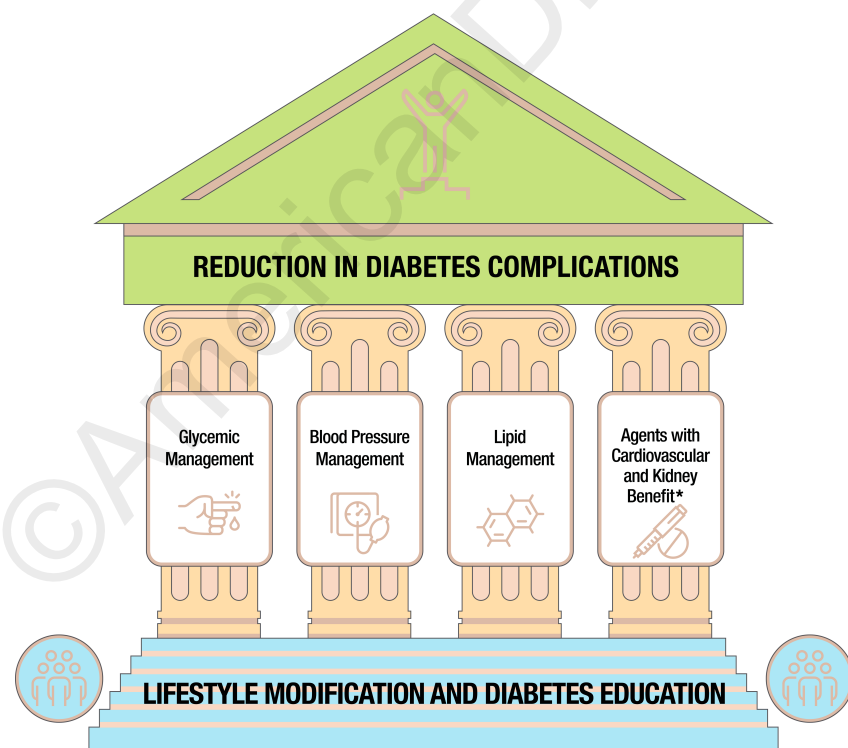 ©AmericanD
REDUCTION IN DIABETES COMPLICATIONS
Glycemic
Management
Blood Pressure
Management
Lipid
Management
Agents with
Cardiovascular
and Kidney
Benefit*
LIFESTYLE MODIFICATION AND DIABETES EDUCATION